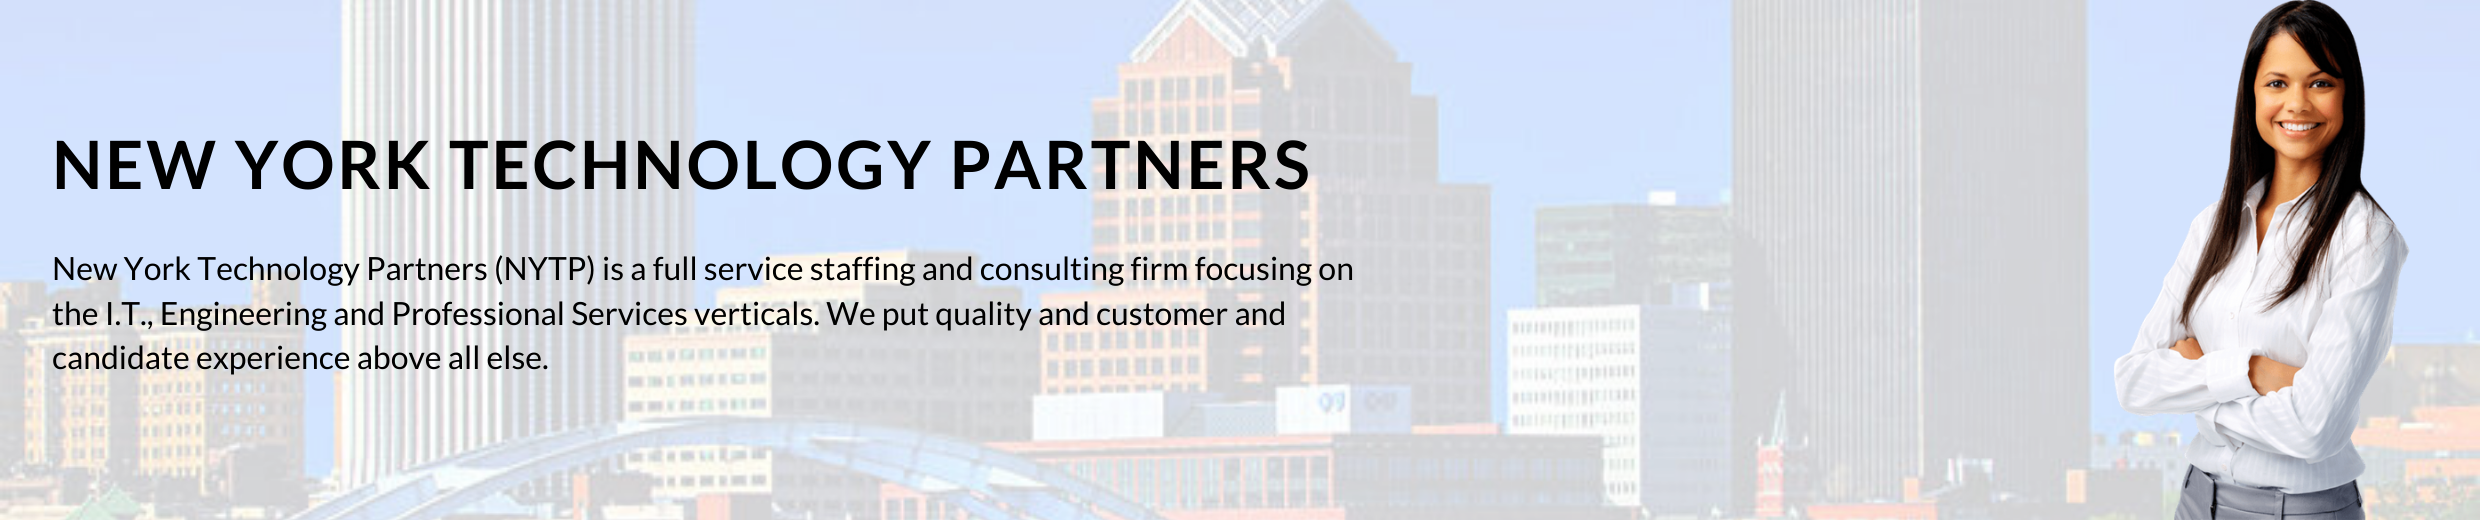 NEW YORK TECHNOLOGY PARTNERS
New York Technology Partners (NYTP) is a full service staffing and consulting firm focusing on
the I.T., Engineering and Professional Services verticals. We put quality and customer and
candidate experience above all else.